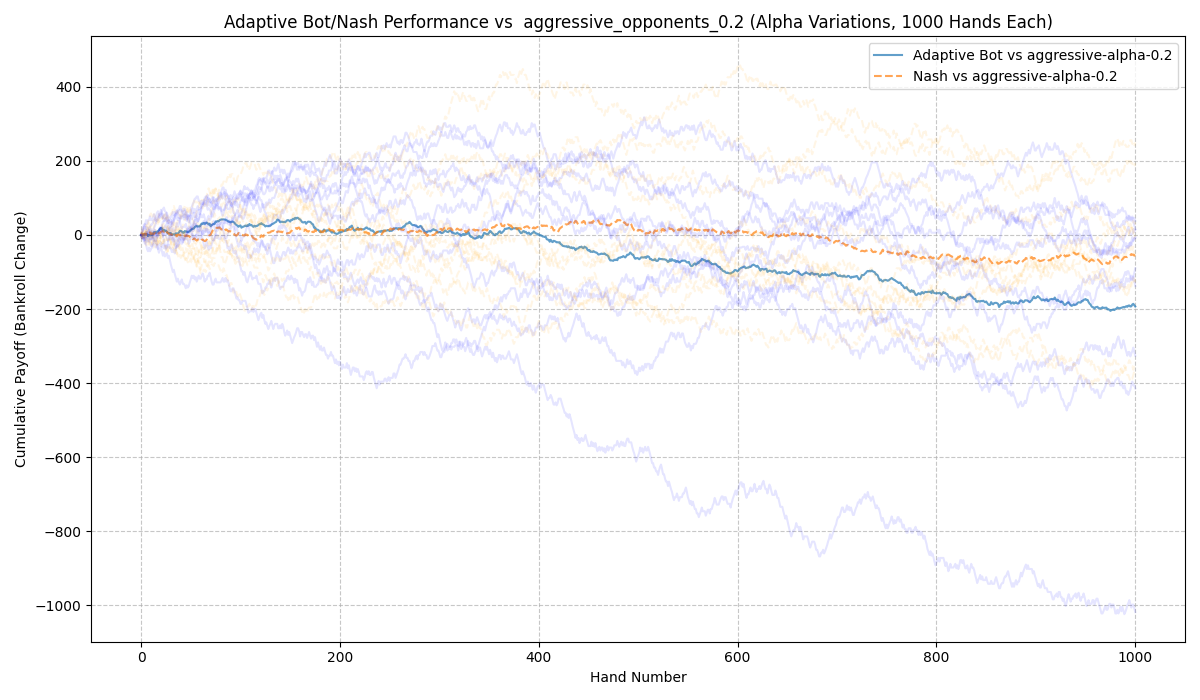 Adaptive Bot/Nash Performance vs  aggressive_opponents_0.2 (Alpha Variations, 1000 Hands Each)
Adaptive Bot vs aggressive-alpha-0.2
Nash vs aggressive-alpha-0.2
Cumulative Payoff (Bankroll Change)
400
200
0
−200
−400
−600
−800
−1000
0
200
400
600
800
1000
Hand Number